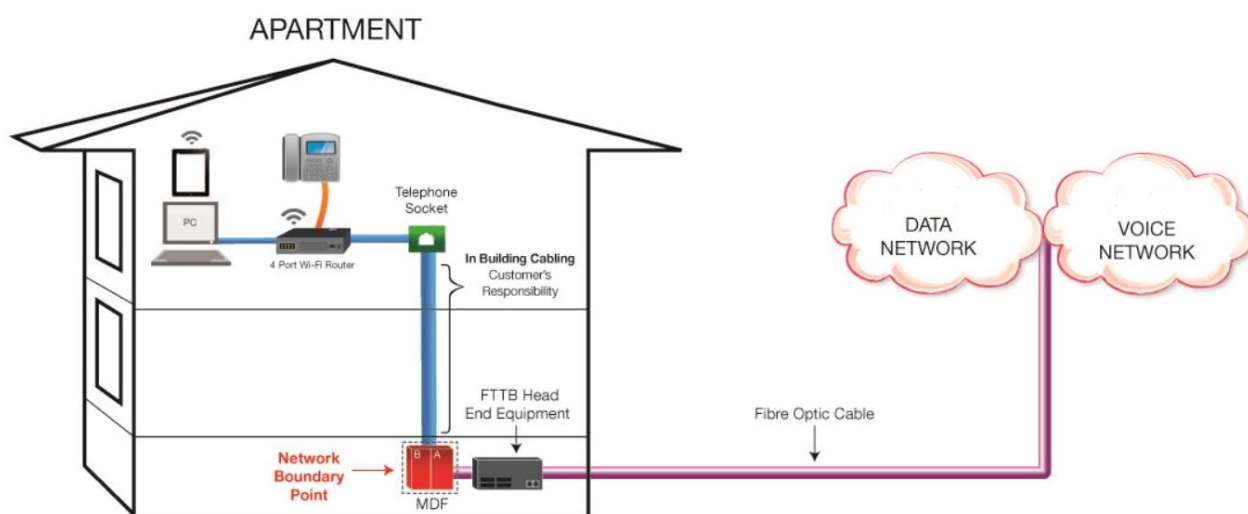 APARTMENT
PC
4 Port Wi-Fi Router
Telephone
Socket
In Building Cabling
Customer's
Responsibility
DATA
NETWORK
VOICE
NETWORK
FTTB Head
End Equipment
Fibre Optic Cable
Network
Boundary
Point
B A
MDF